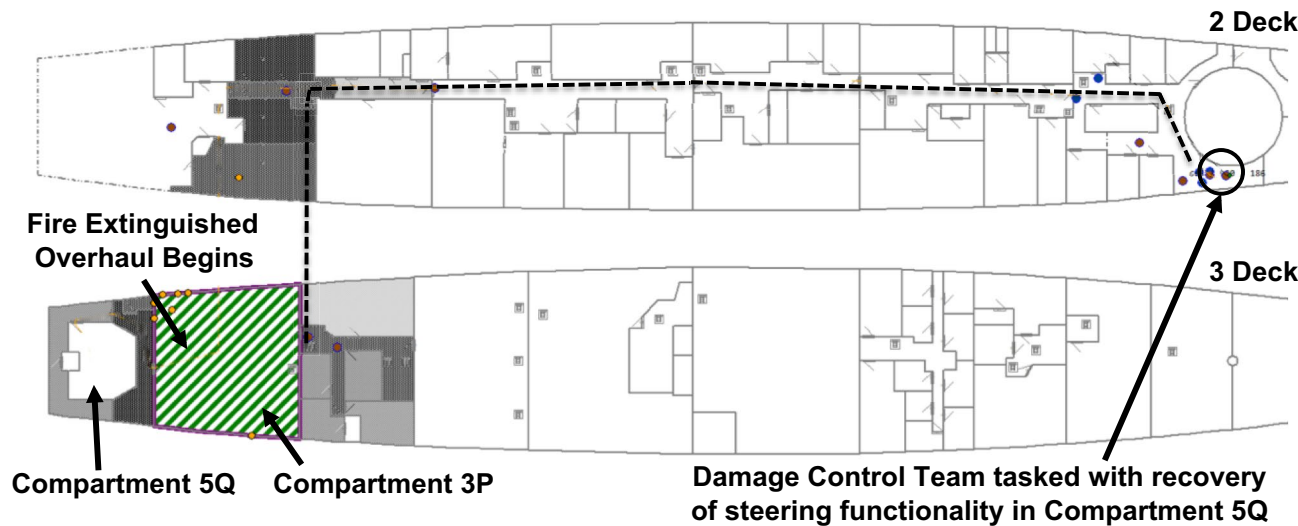 2 Deck
186
Fire Extinguished
Overhaul Begins
3 Deck
Compartment 5Q
Compartment 3P
Damage Control Team tasked with recovery
of steering functionality in Compartment 5Q